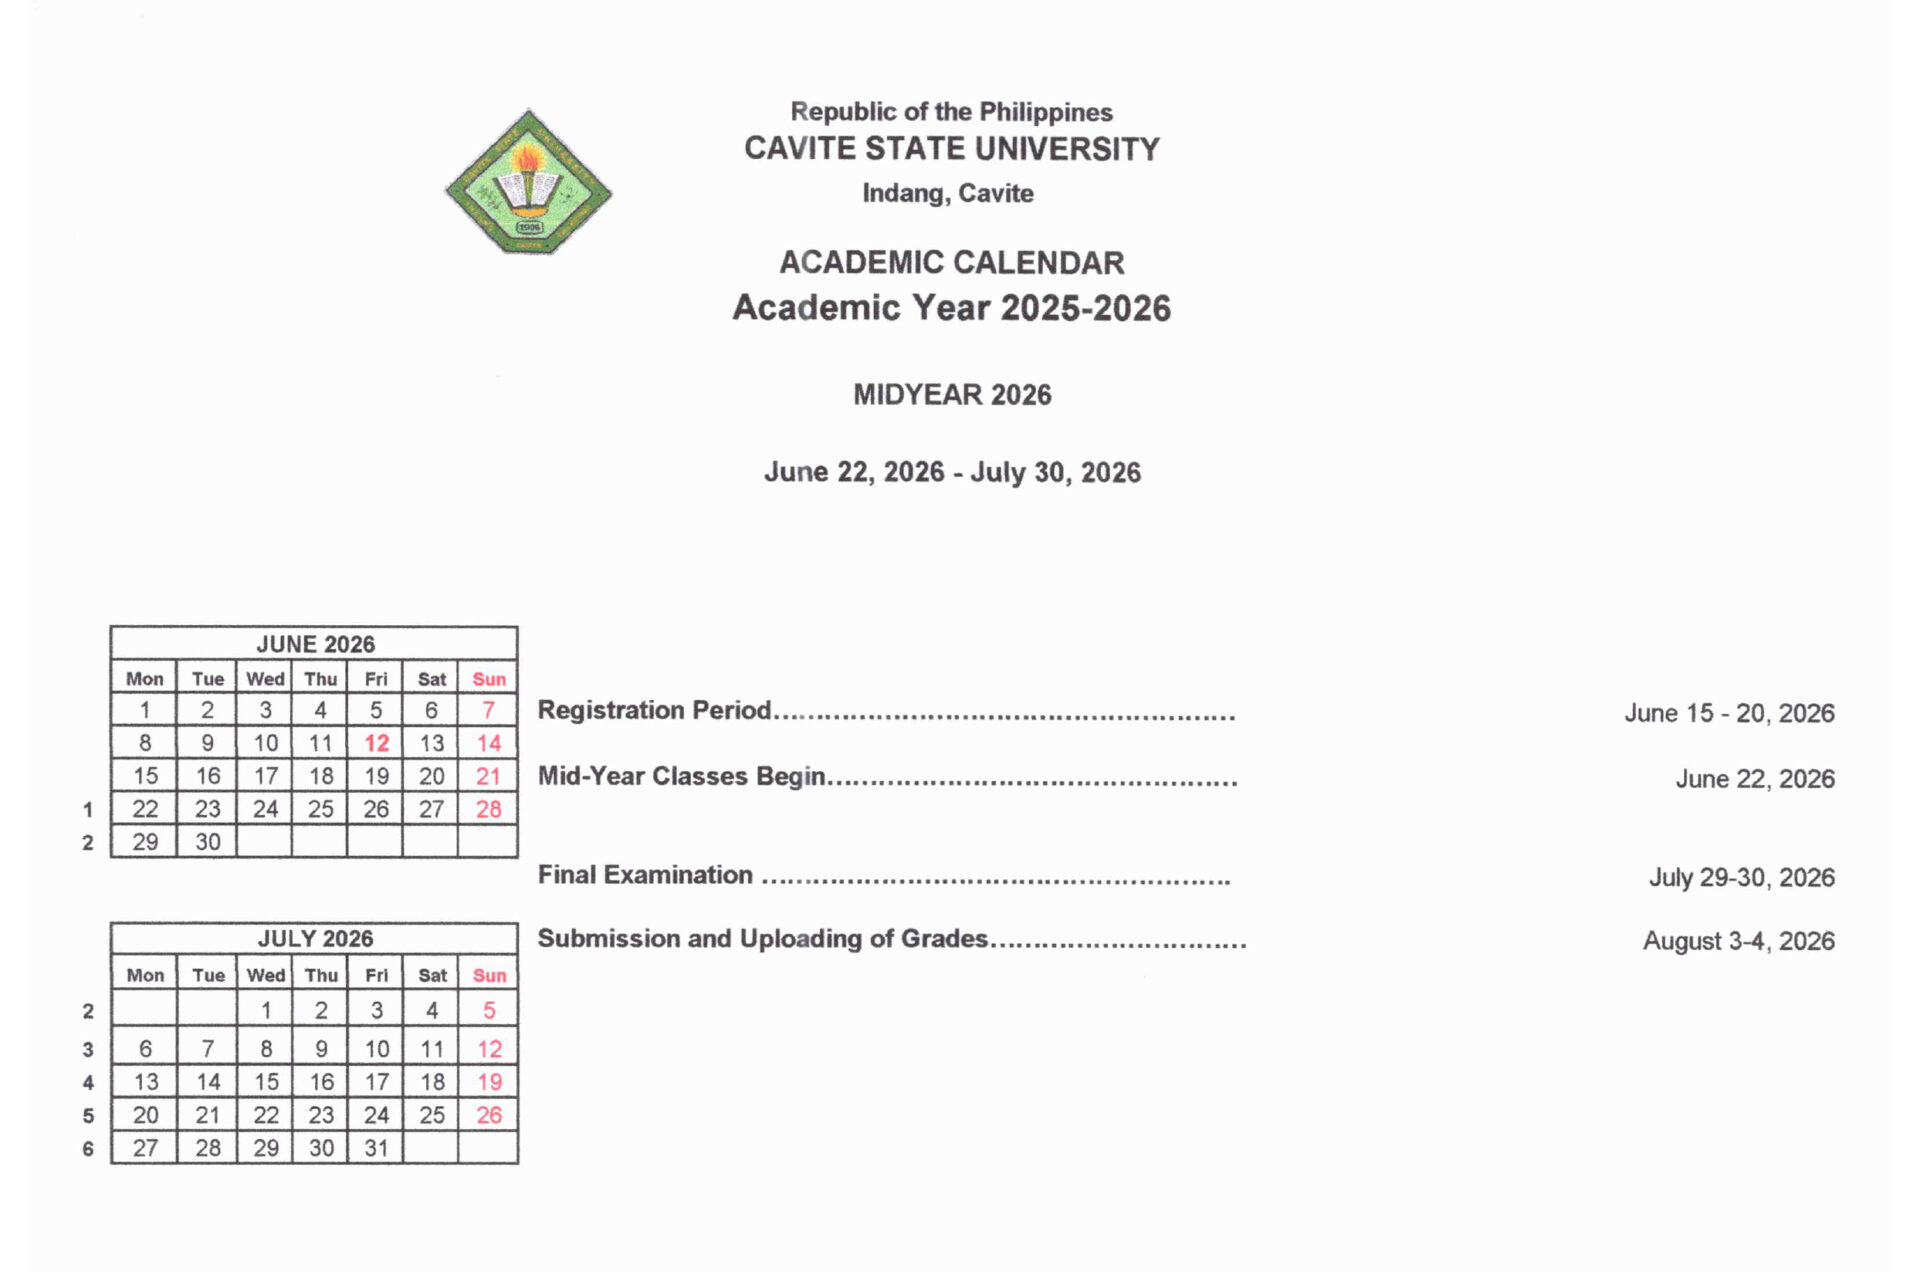 Republic of the Philippines
CAVITE STATE UNIVERSITY
Indang, Cavite
1906
ACADEMIC CALENDAR
Academic Year 2025-2026
MIDYEAR 2026
June 22, 2026 - July 30, 2026
JUNE 2026
Mon Tue Wed Thu Fri Sat Sun
1 2 3 4 5 6 7
8 9 10 11 12 13 14
15 16 17 18 19 20 21
1 22 23 24 25 26 27 28
2 29 30
Registration Period..................................................... June 15 - 20, 2026
Mid-Year Classes Begin............................................... June 22, 2026
Final Examination ...................................................... July 29-30, 2026
Submission and Uploading of Grades.............................. August 3-4, 2026
JULY 2026
Mon Tue Wed Thu Fri Sat Sun
2 1 2 3 4 5
3 6 7 8 9 10 11 12
4 13 14 15 16 17 18 19
5 20 21 22 23 24 25 26
6 27 28 29 30 31